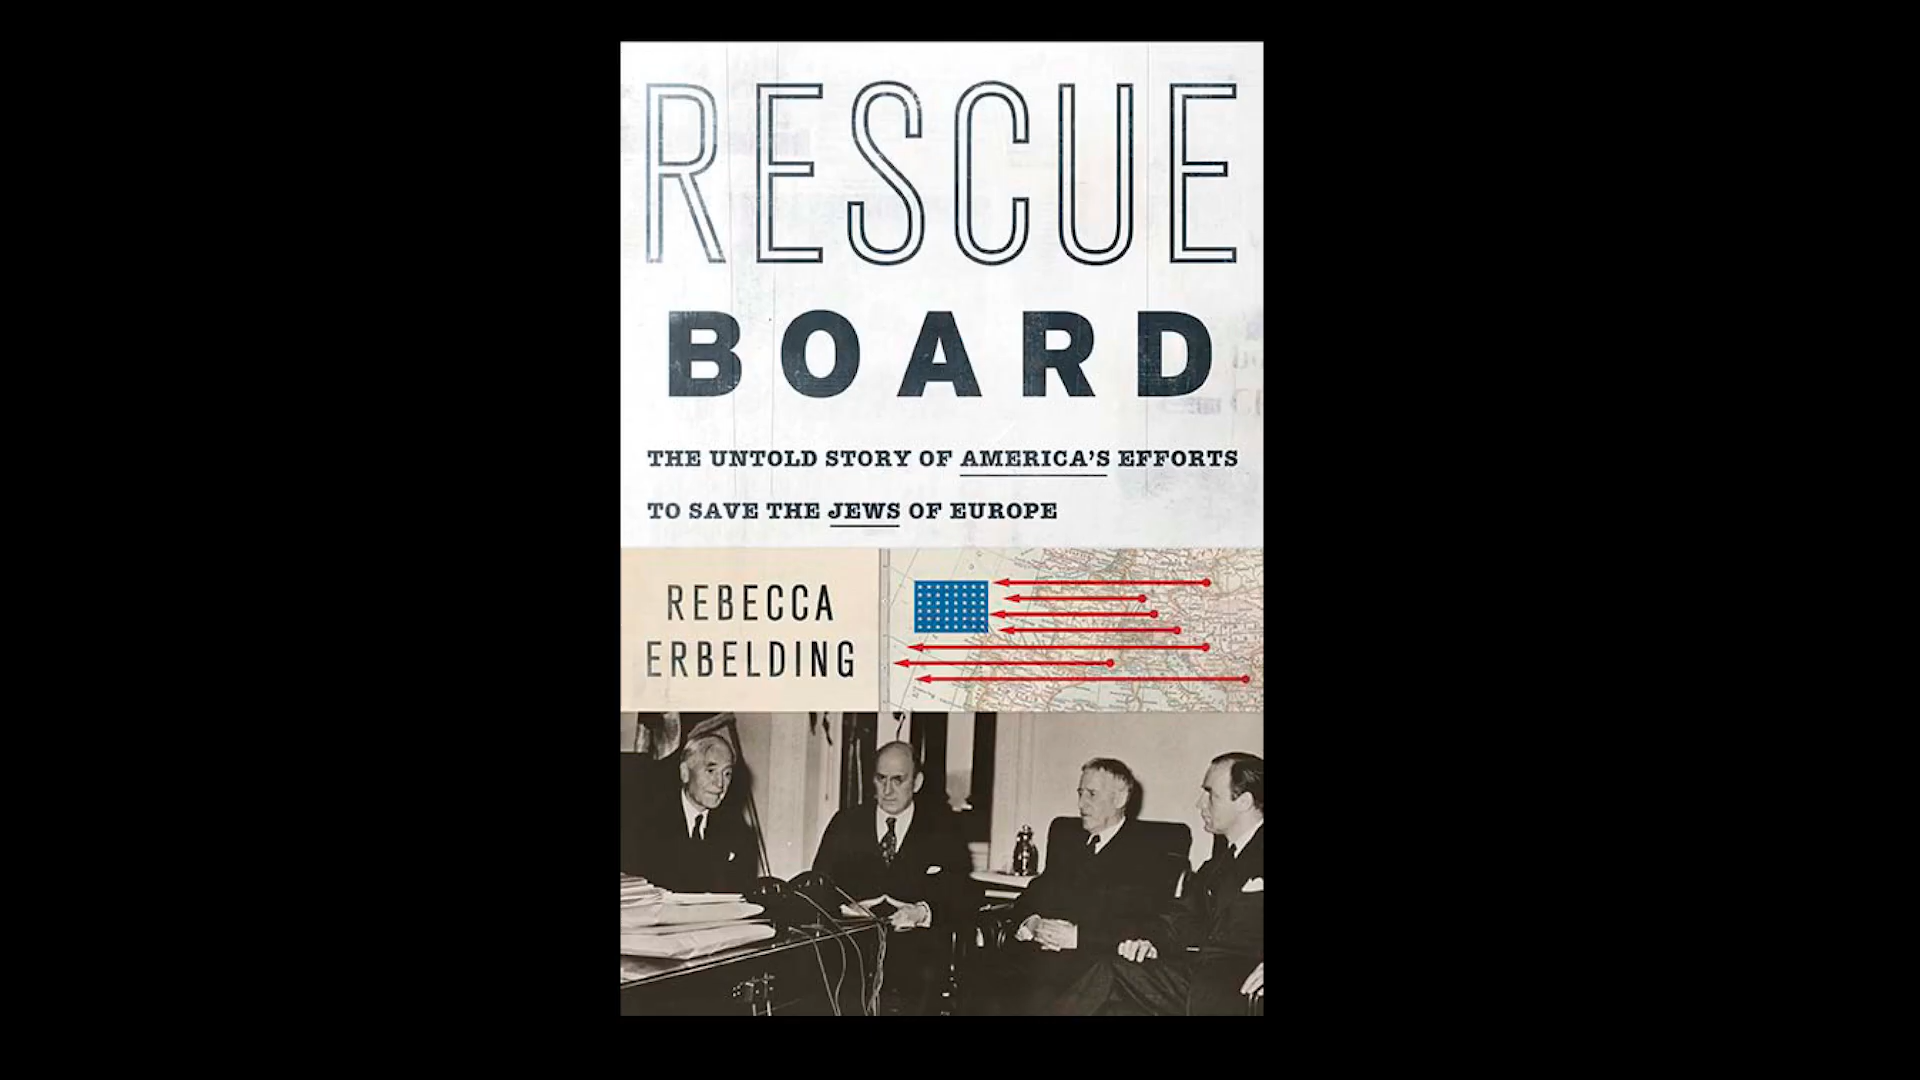 RESCUE
BOARD
THE UNTOLD STORY OF AMERICA'S EFFORTS
TO SAVE THE JEWS OF EUROPE
REBECCA
ERBELDING